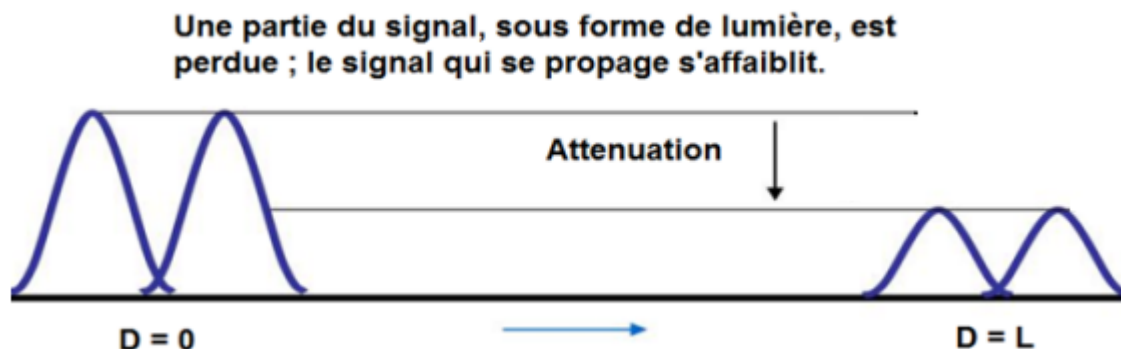 Une partie du signal, sous forme de lumière, est
perdue ; le signal qui se propage s'affaiblit.
Attenuation
D = 0
D = L